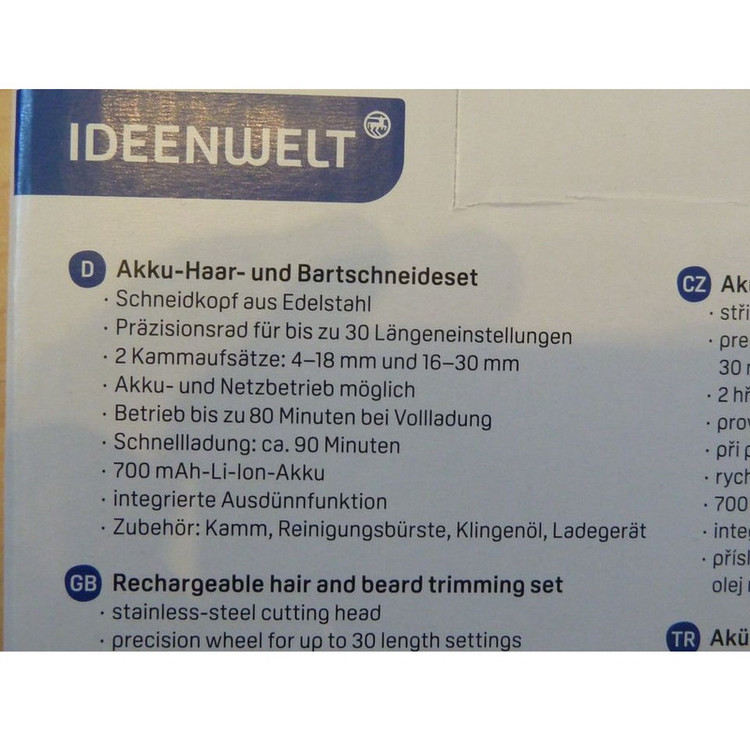 IDEENWELT
D Akku-Haar- und Bartschneideset
· Schneidkopf aus Edelstahl
· Präzisionsrad für bis zu 30 Längeneinstellungen
· 2 Kammaufsätze: 4–18 mm und 16–30 mm
· Akku- und Netzbetrieb möglich
· Betrieb bis zu 80 Minuten bei Vollladung
· Schnellladung: ca. 90 Minuten
· 700 mAh-Li-Ion-Akku
· integrierte Ausdünnfunktion
· Zubehör: Kamm, Reinigungsbürste, Klingenöl, Ladegerät
GB Rechargeable hair and beard trimming set
· stainless-steel cutting head
· precision wheel for up to 30 length settings
CZ
30
· 2
· při
· 700
olej
TR